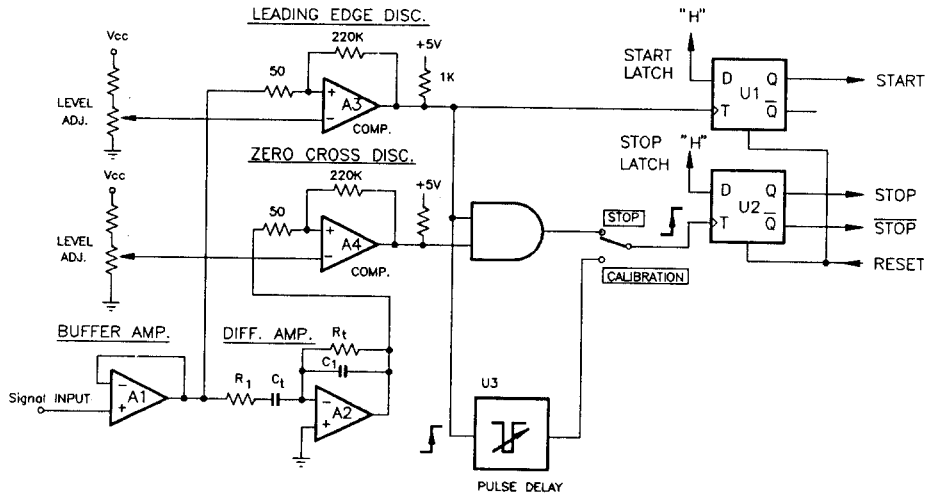 LEADING EDGE DISC.
Vcc
220K
+5V
50
1K
LEVEL
ADJ.
+
A3
−
COMP.
"H"
START
LATCH
D
Q
U1
T
Q
START
ZERO CROSS DISC.
Vcc
220K
+5V
50
LEVEL
ADJ.
+
A4
−
COMP.
STOP
LATCH
"H"
D
Q
U2
T
Q
STOP
STOP
RESET
STOP
CALIBRATION
BUFFER AMP.
DIFF. AMP.
Rt
C1
R1
Ct
−
A1
+
Signal INPUT
−
A2
+
U3
PULSE DELAY